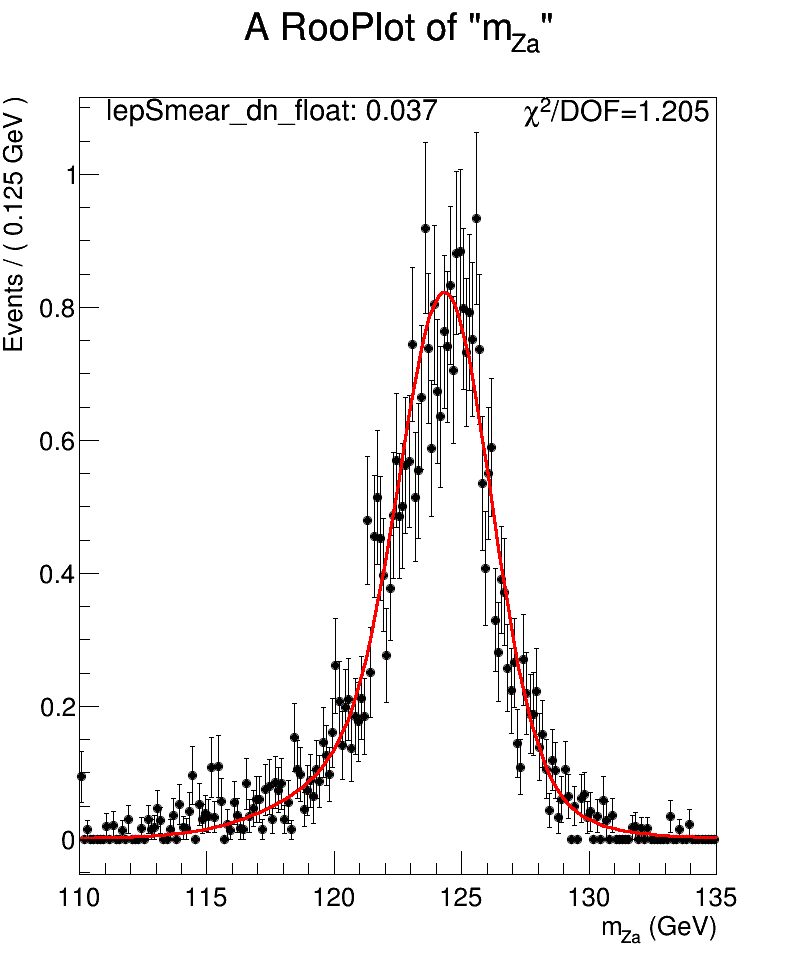 A RooPlot of "m_Za"
lepSmear_dn_float: 0.037
χ²/DOF=1.205
Events / ( 0.125 GeV )
1
0.8
0.6
0.4
0.2
0
110 115 120 125 130 135
m_Za (GeV)